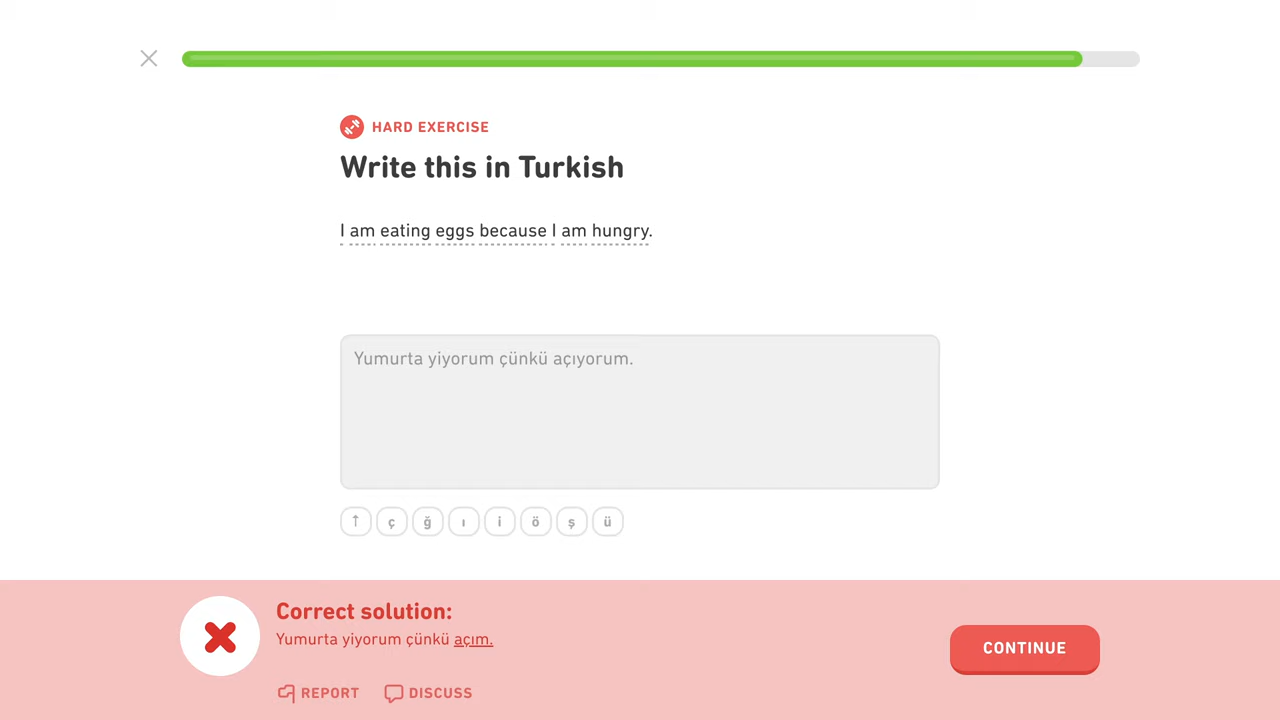 HARD EXERCISE
Write this in Turkish
I am eating eggs because I am hungry.
Yumurta yiyorum çünkü açıyorum.
↑ ç ğ ı i ö ş ü
Correct solution:
Yumurta yiyorum çünkü açım.
CONTINUE
REPORT DISCUSS